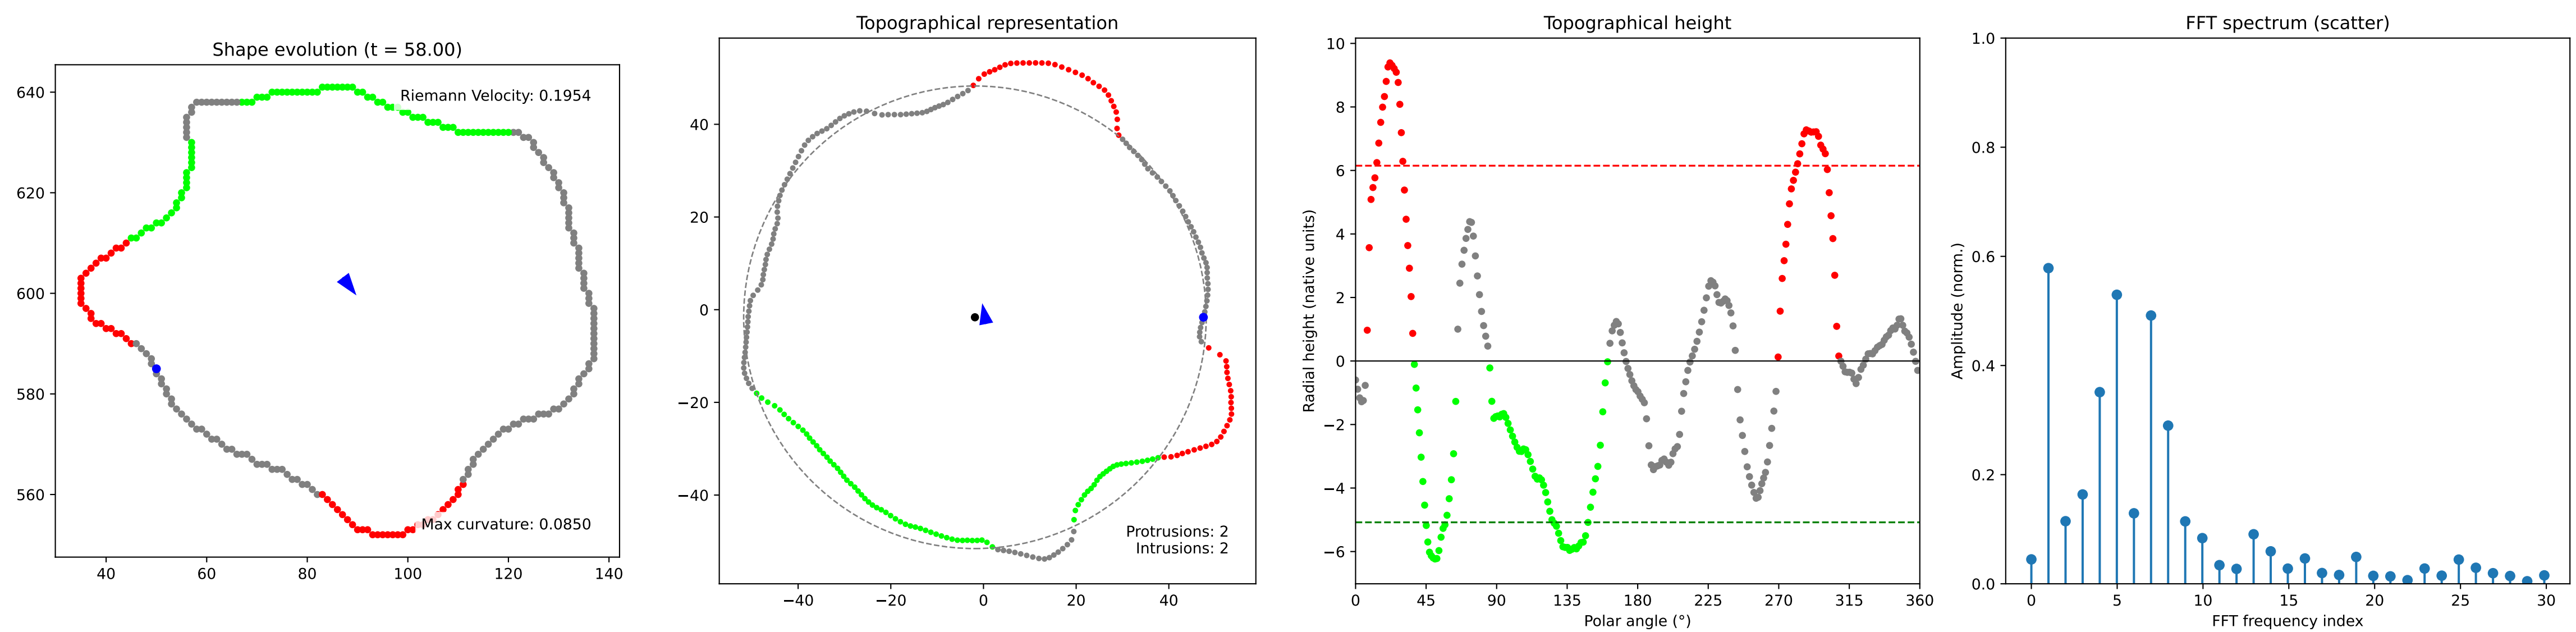 Shape evolution (t = 58.00)
640
620
600
580
560
40 60 80 100 120 140
Riemann Velocity: 0.1954
Max curvature: 0.0850
Topographical representation
40
20
0
−20
−40
−40 −20 0 20 40
Protrusions: 2
Intrusions: 2
Topographical height
Radial height (native units)
10
8
6
4
2
0
−2
−4
−6
0 45 90 135 180 225 270 315 360
Polar angle (°)
FFT spectrum (scatter)
Amplitude (norm.)
1.0
0.8
0.6
0.4
0.2
0.0
0 5 10 15 20 25 30
FFT frequency index